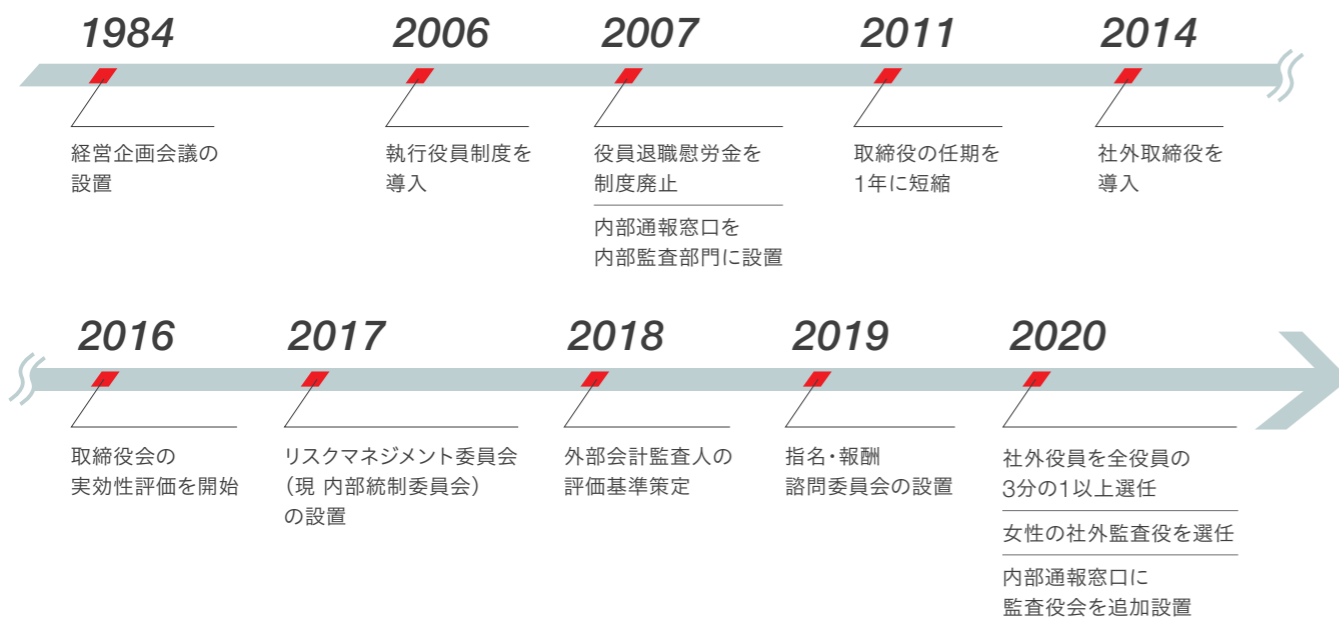 1984
経営企画会議の
設置
2006
執行役員制度を
導入
2007
役員退職慰労金を
制度廃止
内部通報窓口を
内部監査部門に設置
2011
取締役の任期を
1年に短縮
2014
社外取締役を
導入
2016
取締役会の
実効性評価を開始
2017
リスクマネジメント委員会
（現 内部統制委員会）
の設置
2018
外部会計監査人の
評価基準策定
2019
指名・報酬
諮問委員会の設置
2020
社外役員を全役員の
3分の1以上選任
女性の社外監査役を選任
内部通報窓口に
監査役会を追加設置